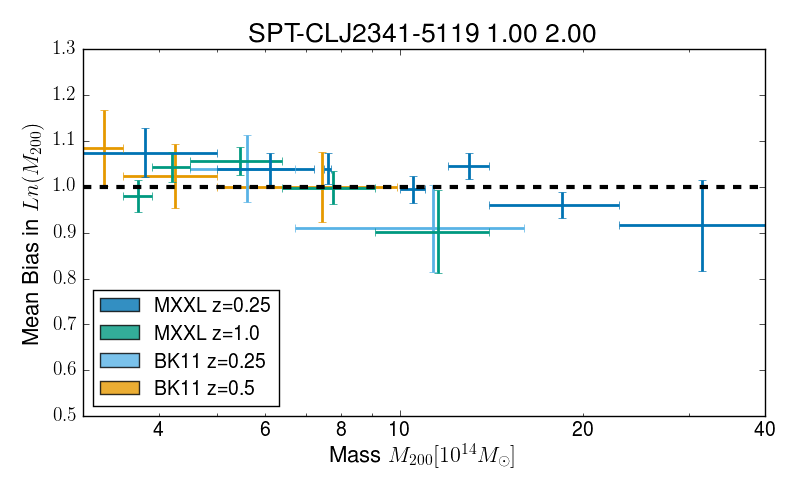 SPT-CLJ2341-5119 1.00 2.00
1.3
1.2
1.1
1.0
0.9
0.8
0.7
0.6
0.5
Mean Bias in Ln(M₂₀₀)
MXXL z=0.25
MXXL z=1.0
BK11 z=0.25
BK11 z=0.5
4 6 8 10 20 40
Mass M₂₀₀[10¹⁴M☉]